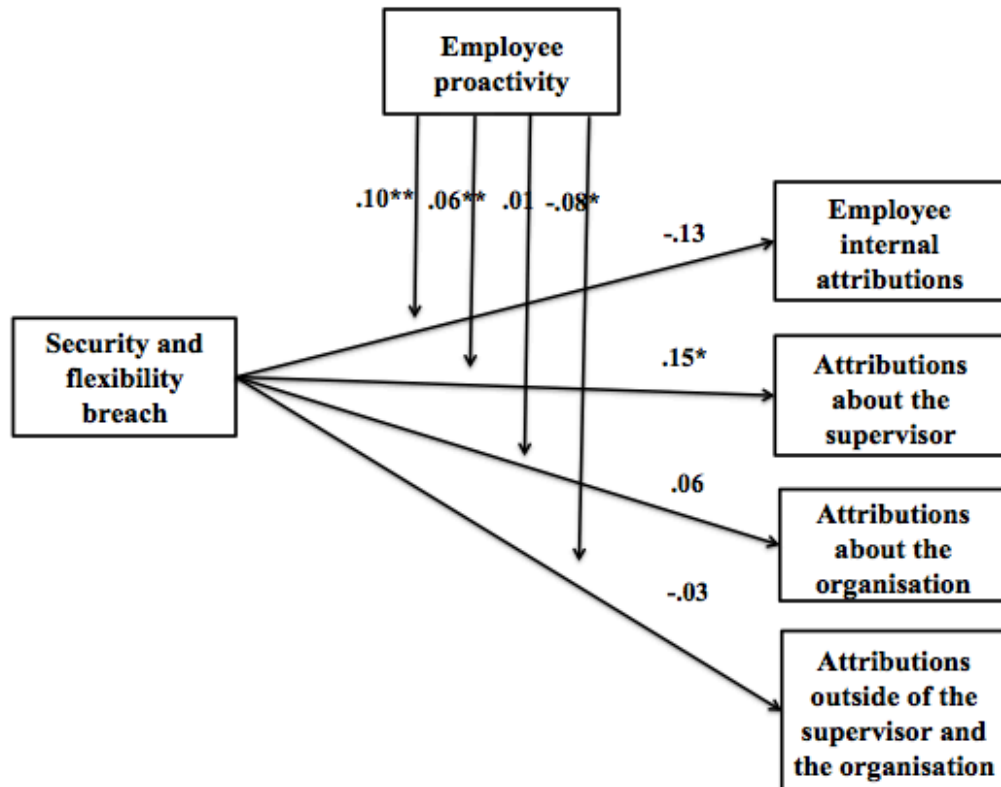 Employee
proactivity
.10**
.06**
.01
-.08*
-.13
Employee
internal
attributions
Security and
flexibility
breach
.15*
Attributions
about the
supervisor
.06
Attributions
about the
organisation
-.03
Attributions
outside of the
supervisor and
the organisation